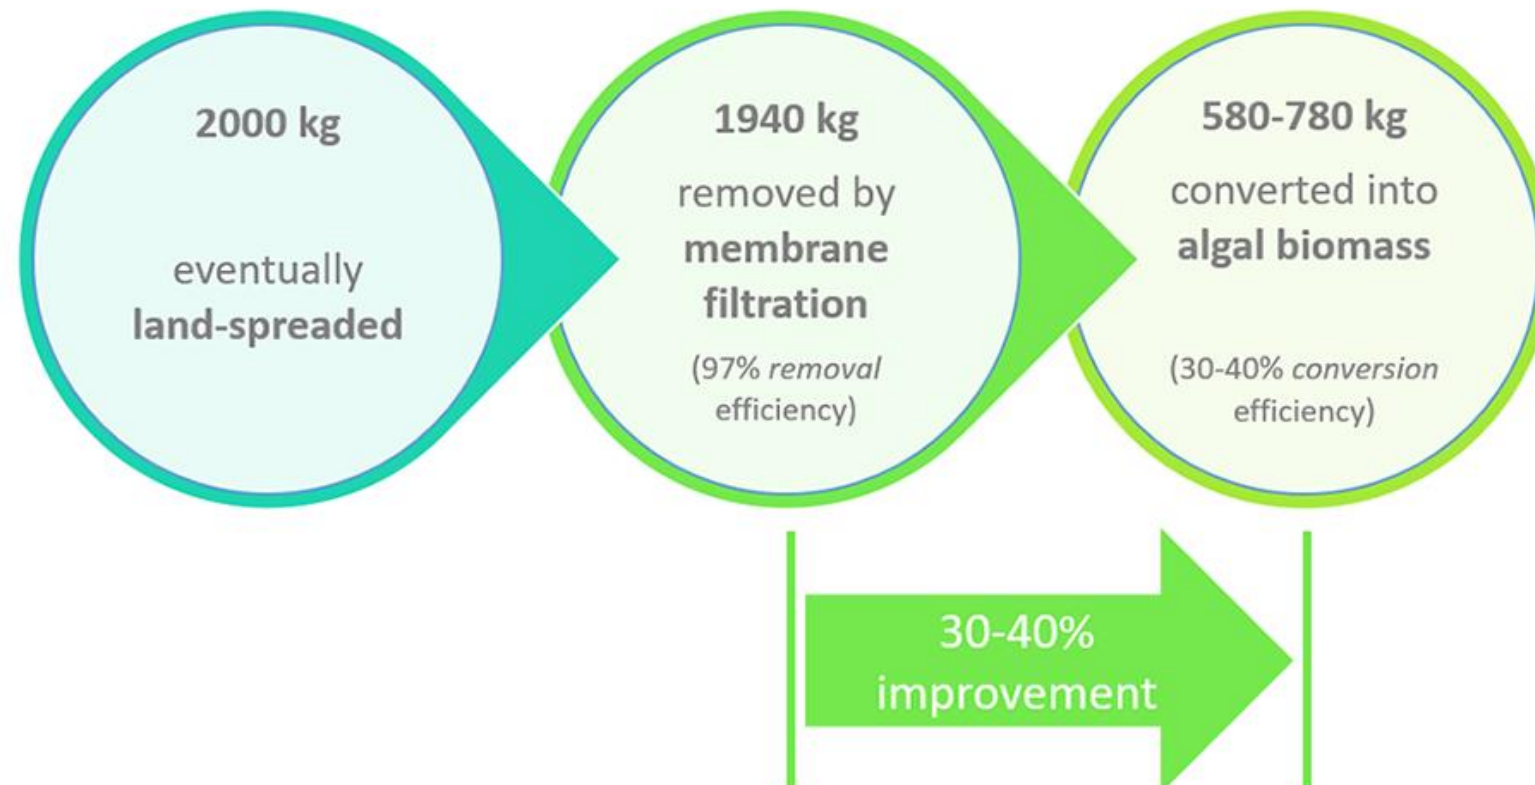 2000 kg
eventually
land-spreaded
1940 kg
removed by
membrane
filtration
(97% removal
efficiency)
580-780 kg
converted into
algal biomass
(30-40% conversion
efficiency)
30-40%
improvement